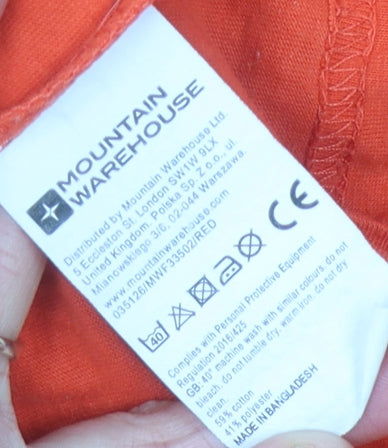 MOUNTAIN
WAREHOUSE
Distributed by Mountain Warehouse Ltd.
5 Eccleston St. London SW1W 9LX
United Kingdom, Polska Sp. Z o.o., ul.
Mianowskiego 3/6, 02-044 Warszawa.
www.mountainwarehouse.com
035126/MWF33502/RED
CE
40
Complies with Personal Protective Equipment
Regulation 2016/425
GB: 40° machine wash with similar colours, do not
bleach, do not tumble dry, warm iron, do not dry
clean.
59% cotton
41% polyester
MADE IN BANGLADESH